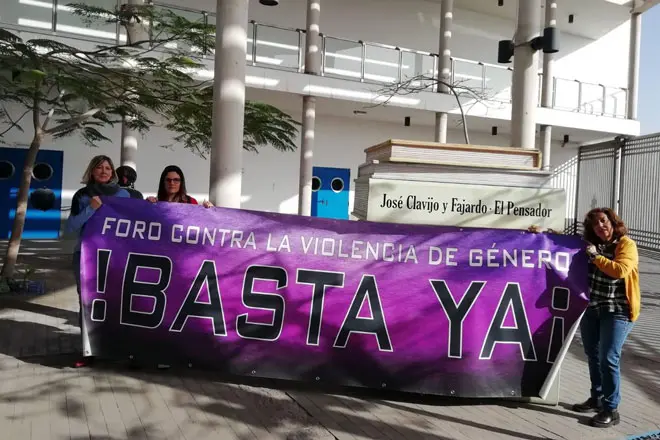 José Clavijo y Fajardo · El Pensador
FORO CONTRA LA VIOLENCIA DE GÉNERO
!BASTA YA¡